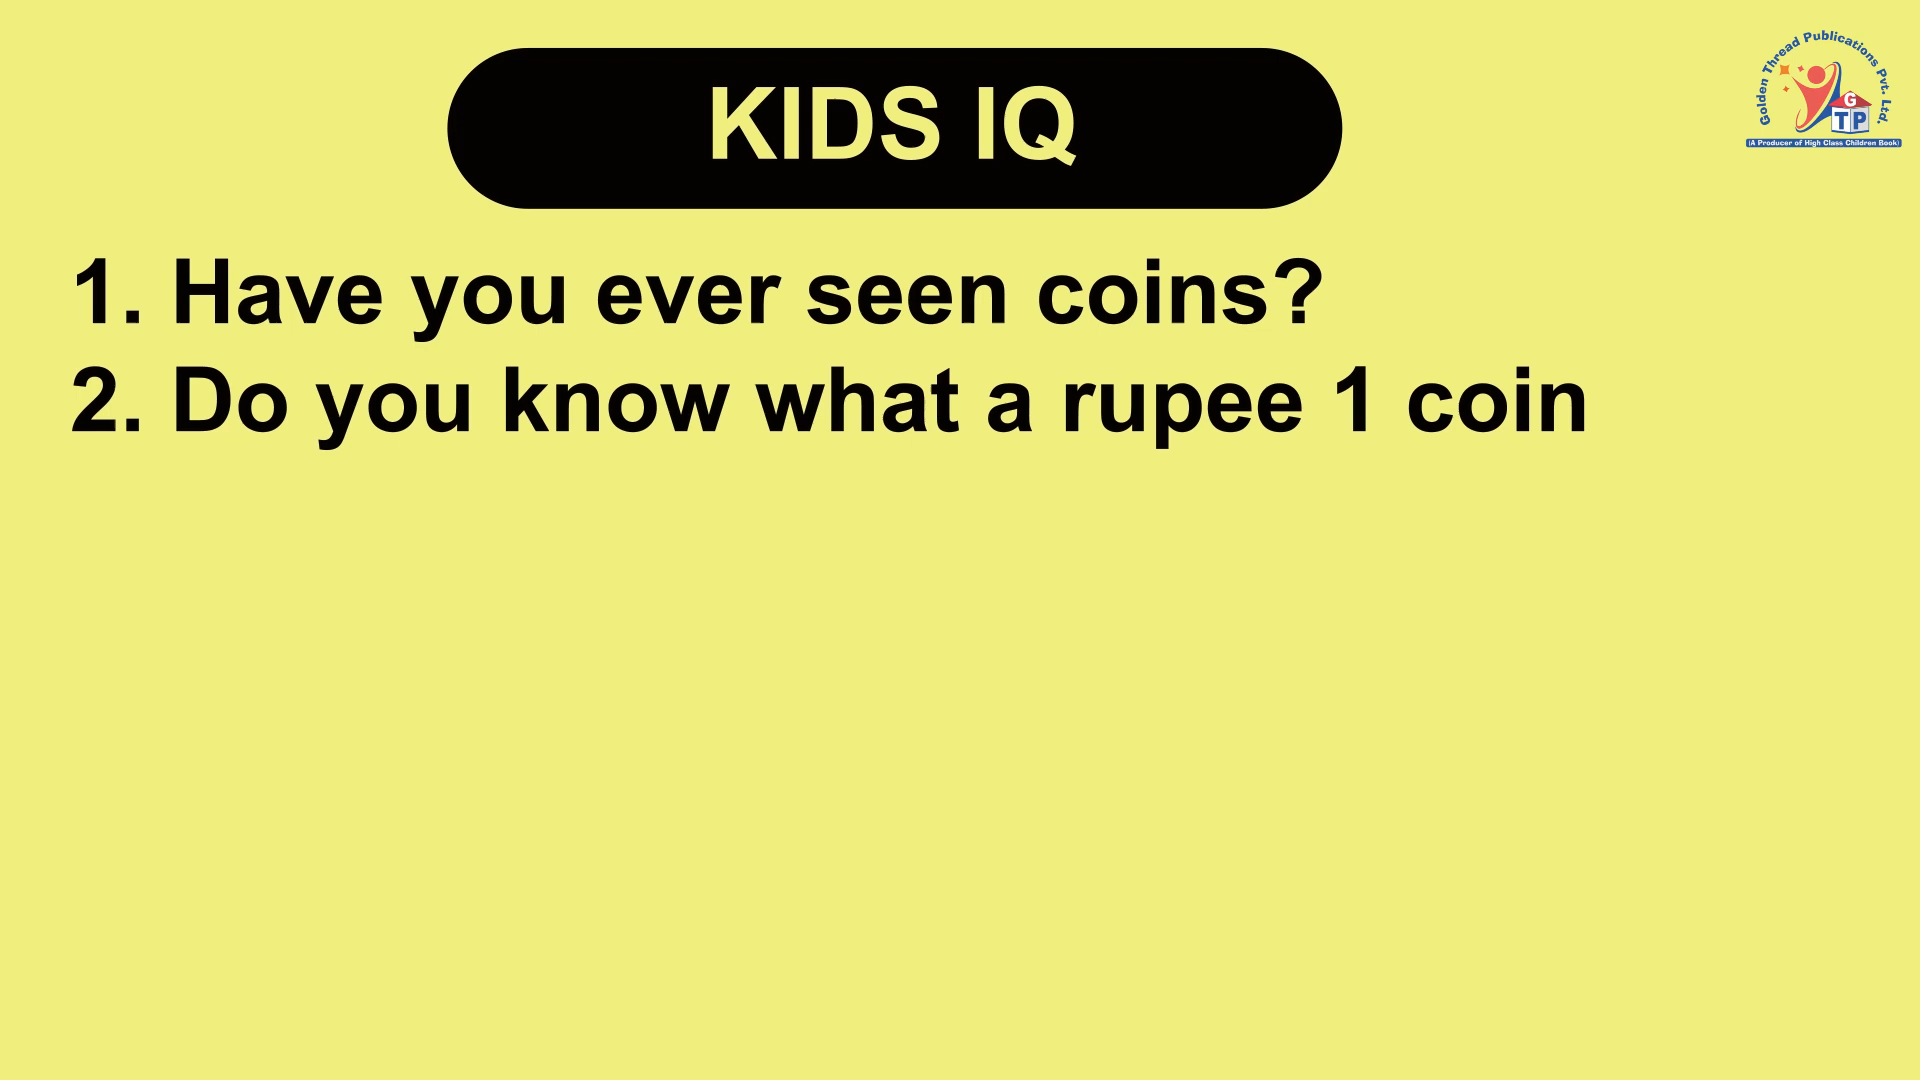 KIDS IQ
Golden Thread Publications Pvt. Ltd.
G
T P
(A Producer of High Class Children Book)
1. Have you ever seen coins?
2. Do you know what a rupee 1 coin